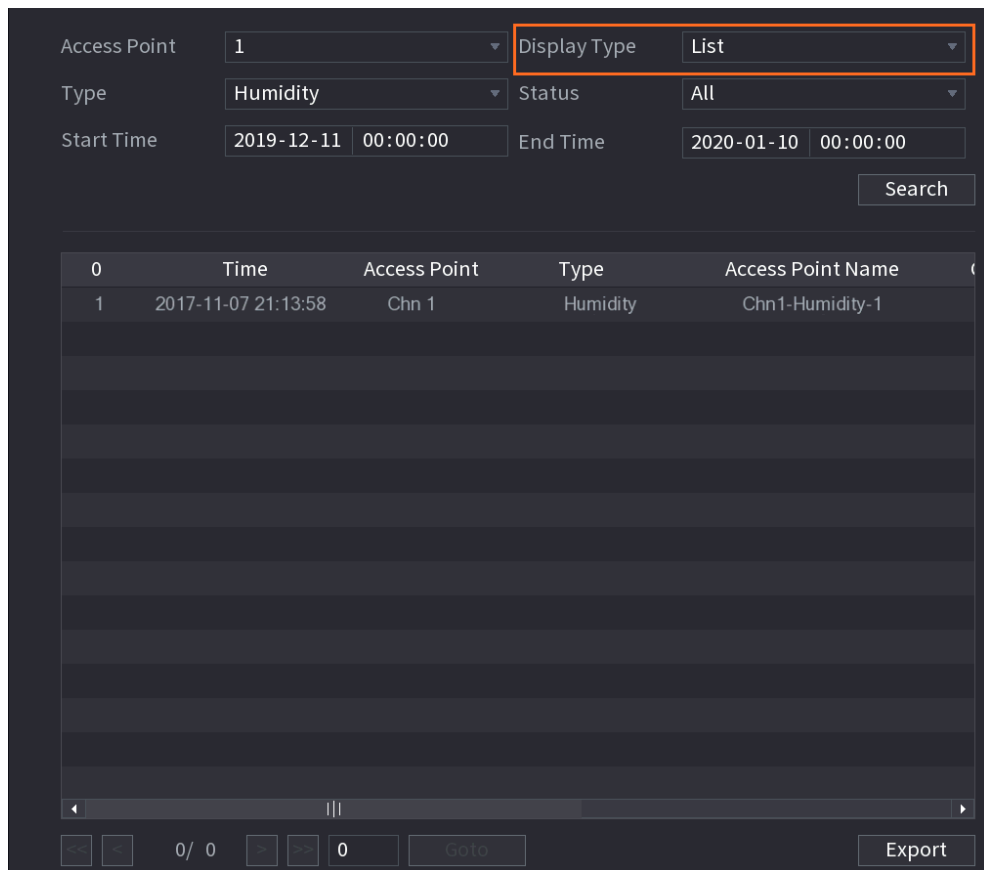 Access Point 1 Display Type List
Type Humidity Status All
Start Time 2019-12-11 00:00:00 End Time 2020-01-10 00:00:00
Search
0 Time Access Point Type Access Point Name
1 2017-11-07 21:13:58 Chn 1 Humidity Chn1-Humidity-1
<< < 0/ 0 > >> 0 Goto Export